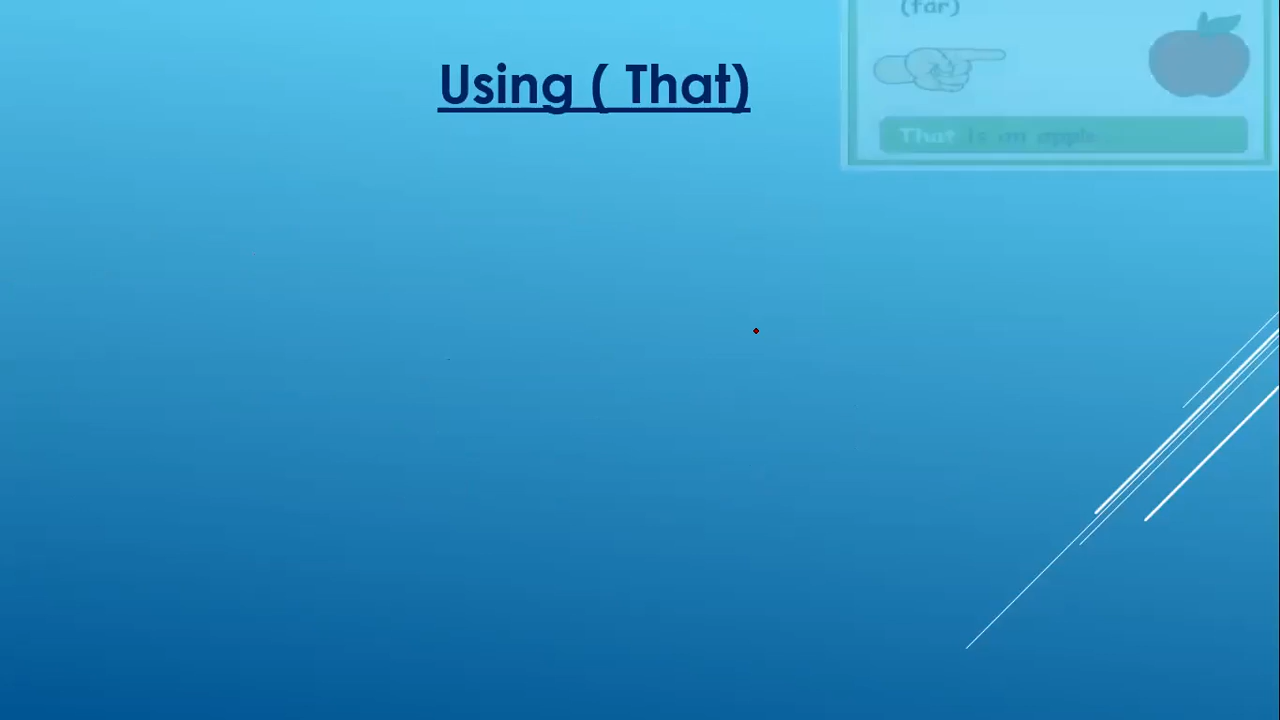 (far)
Using ( That)
That is an apple